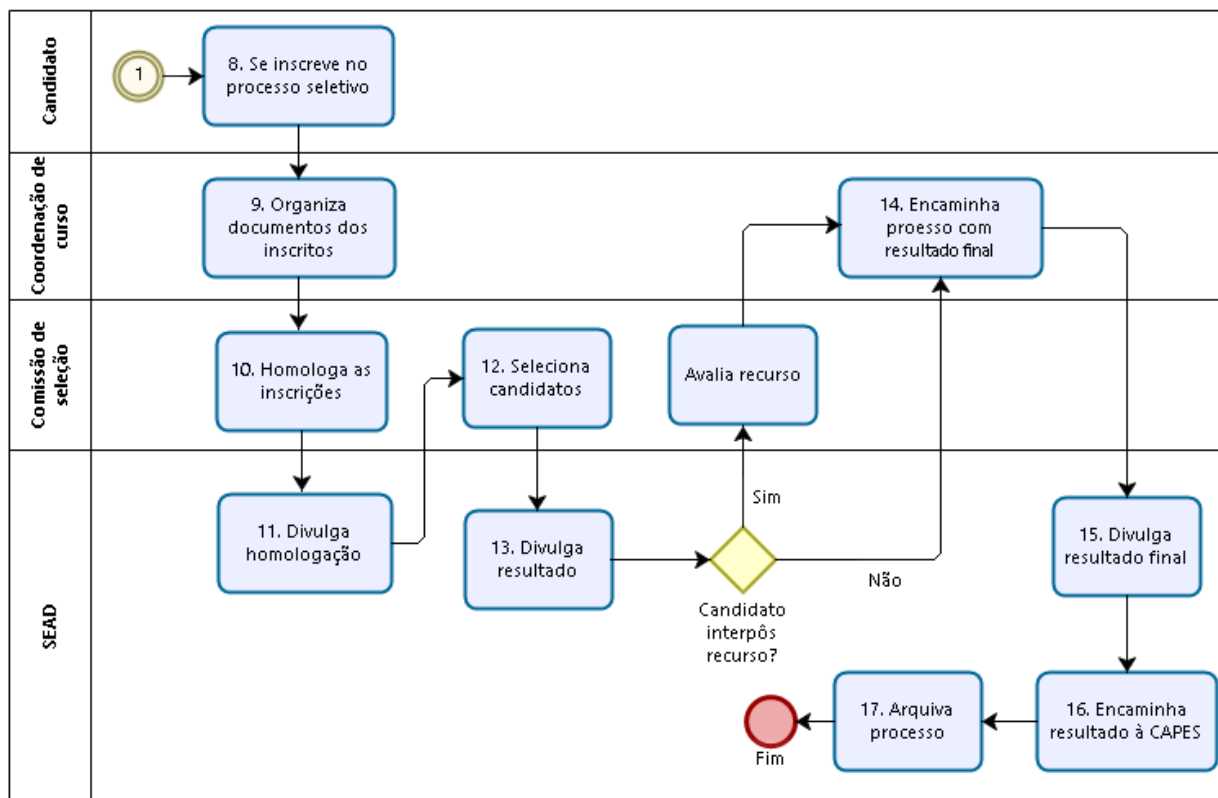 Candidato
1
8. Se inscreve no
processo seletivo
Coordenação de
curso
9. Organiza
documentos dos
inscritos
14. Encaminha
proesso com
resultado final
Comissão de
seleção
10. Homologa as
inscrições
12. Seleciona
candidatos
Avalia recurso
SEAD
11. Divulga
homologação
13. Divulga
resultado
Sim
Não
Candidato
interpôs
recurso?
15. Divulga
resultado final
16. Encaminha
resultado à CAPES
17. Arquiva
processo
Fim